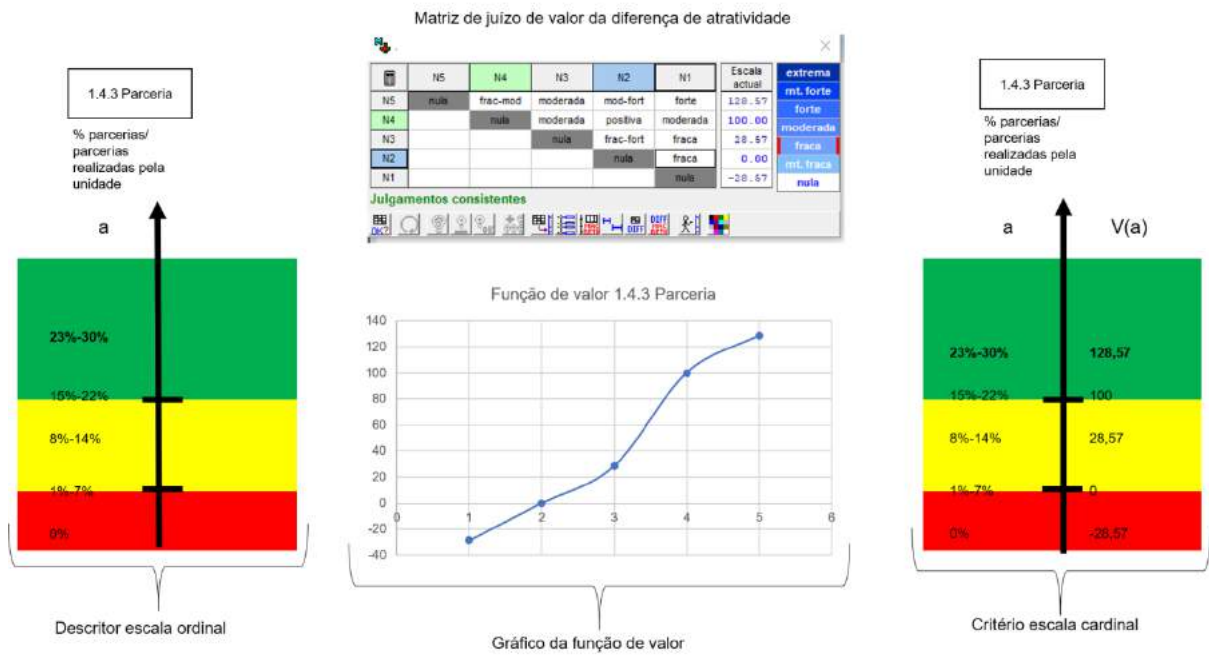 Matriz de juízo de valor da diferença de atratividade
1.4.3 Parceria
% parcerias/
parcerias
realizadas pela
unidade
a
23%-30%
15%-22%
8%-14%
1%-7%
0%
Descritor escala ordinal
N5 N4 N3 N2 N1 Escala actual
N5 nula frac-mod moderada mod-fort forte 128.57
N4 nula moderada positiva moderada 100.00
N3 nula frac-fort fraca 28.57
N2 nula fraca 0.00
N1 nula -28.57
extrema
mt. forte
forte
moderada
fraca
mt. fraca
nula
Julgamentos consistentes
Função de valor 1.4.3 Parceria
140
120
100
80
60
40
20
0
-20
-40
0 1 2 3 4 5 6
Gráfico da função de valor
1.4.3 Parceria
% parcerias/
parcerias
realizadas pela
unidade
a V(a)
23%-30% 128,57
15%-22% 100
8%-14% 28,57
1%-7% 0
0% -28,57
Critério escala cardinal